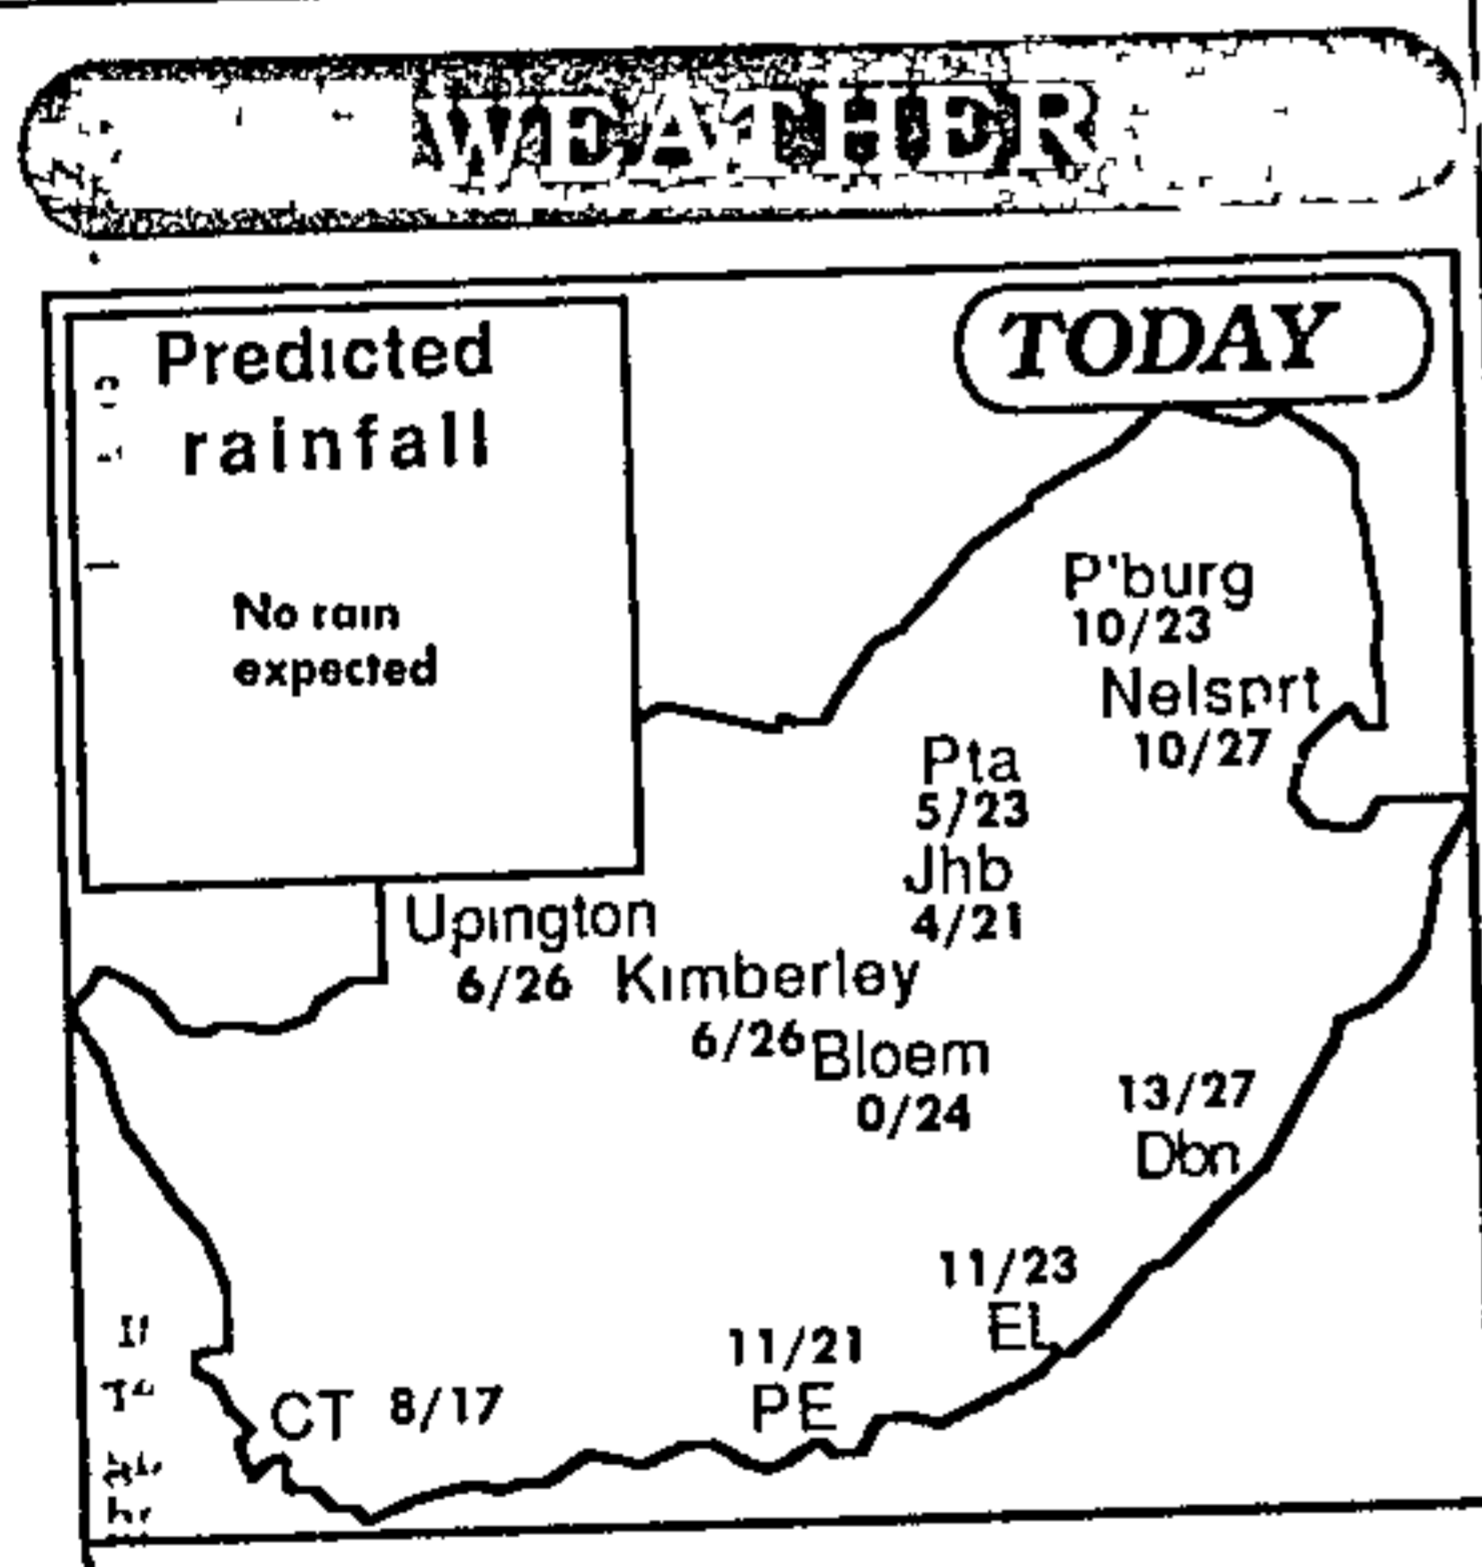 WEATHER
TODAY
Predicted
rainfall
No rain
expected
P'burg
10/23
Nelsprt
10/27
Pta
5/23
Jhb
4/21
Upington
6/26
Kimberley
6/26
Bloem
0/24
13/27
Dbn
11/23
EL
11/21
PE
CT 8/17